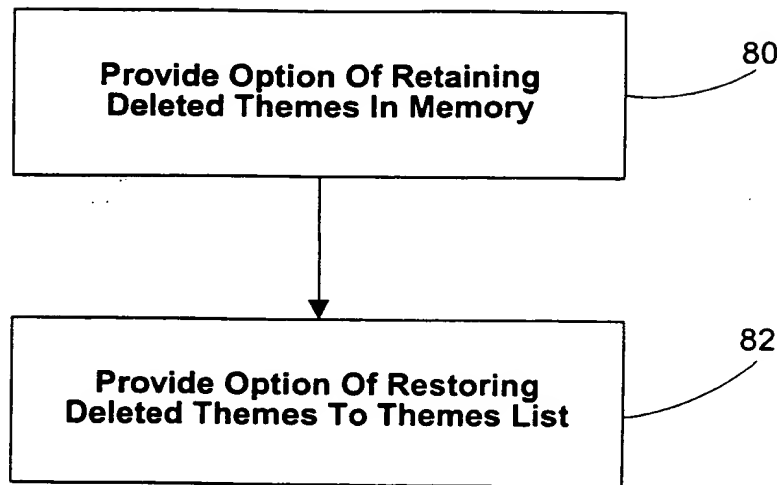 80
Provide Option Of Retaining
Deleted Themes In Memory
82
Provide Option Of Restoring
Deleted Themes To Themes List